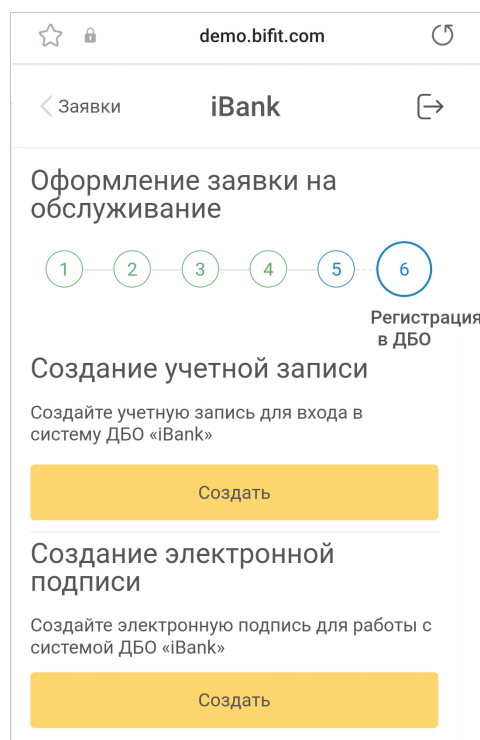 demo.bifit.com
Заявки
iBank
Оформление заявки на
обслуживание
1 2 3 4 5 6
Регистрация
в ДБО
Создание учетной записи
Создайте учетную запись для входа в
систему ДБО «iBank»
Создать
Создание электронной
подписи
Создайте электронную подпись для работы с
системой ДБО «iBank»
Создать